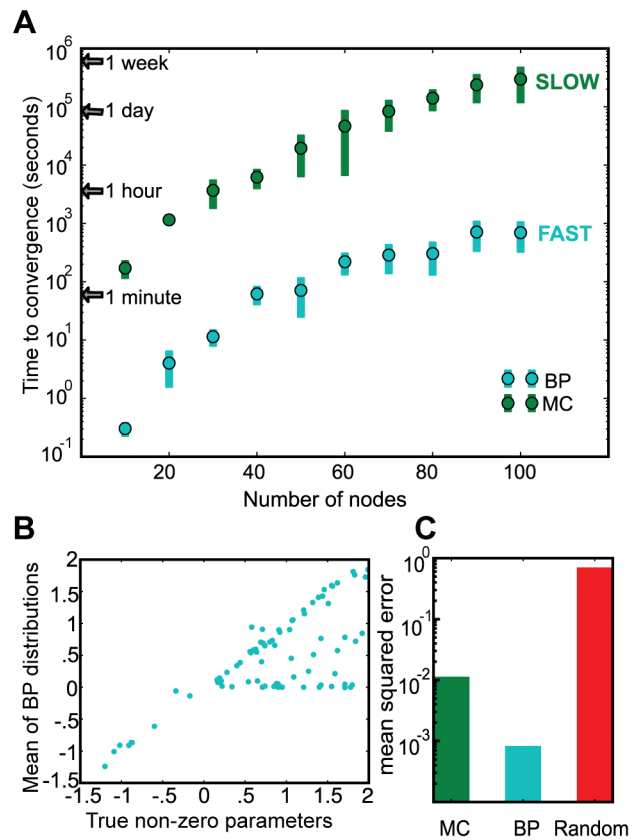 A
Time to convergence (seconds)
10^6
10^5
10^4
10^3
10^2
10^1
10^0
10^-1
1 week
1 day
1 hour
1 minute
SLOW
FAST
BP
MC
20 40 60 80 100
Number of nodes
B
Mean of BP distributions
2
1.5
1
.5
0
-.5
-1
-1.5
-1.5 -1 -.5 0 .5 1 1.5 2
True non-zero parameters
C
mean squared error
10^0
10^-1
10^-2
10^-3
MC BP Random